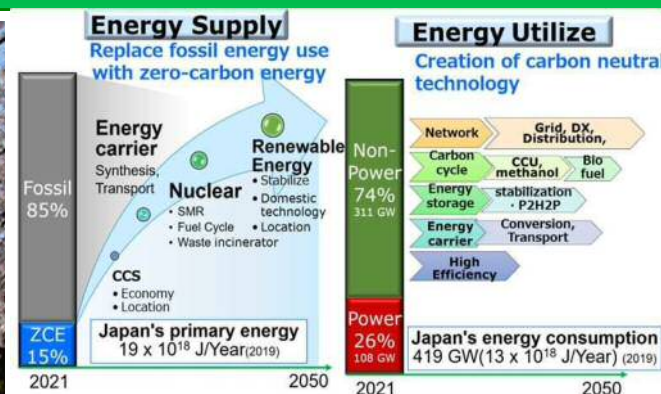 Energy Supply
Replace fossil energy use
with zero-carbon energy
Fossil
85%
ZCE
15%
Energy
carrier
Synthesis,
Transport
Nuclear
• SMR
• Fuel Cycle
• Waste incinerator
Renewable
Energy
• Stabilize
• Domestic
technology
• Location
CCS
• Economy
• Location
Japan's primary energy
19 x 10¹⁸ J/Year(2019)
2021
2050
Energy Utilize
Creation of carbon neutral
technology
Non-
Power
74%
311 GW
Power
26%
108 GW
Network
Grid, DX,
Distribution,
Carbon
cycle
CCU,
methanol
Bio
fuel
Energy
storage
stabilization
· P2H2P
Energy
carrier
Conversion,
Transport
High
Efficiency
Japan's energy consumption
419 GW(13 x 10¹⁸ J/Year) (2019)
2021
2050